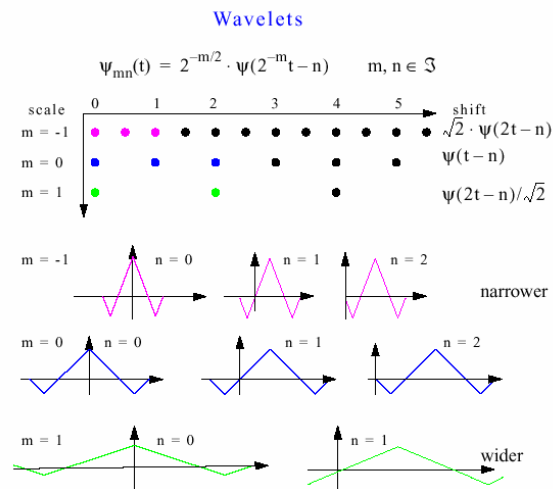 Wavelets
ψmn(t) = 2^−m/2 · ψ(2^−m t − n) m, n ∈ ℑ
scale 0 1 2 3 4 5 shift
m = -1 √2 · ψ(2t − n)
m = 0 ψ(t − n)
m = 1 ψ(2t − n)/√2
m = -1 n = 0 n = 1 n = 2
narrower
m = 0 n = 0 n = 1 n = 2
m = 1 n = 0 n = 1
wider